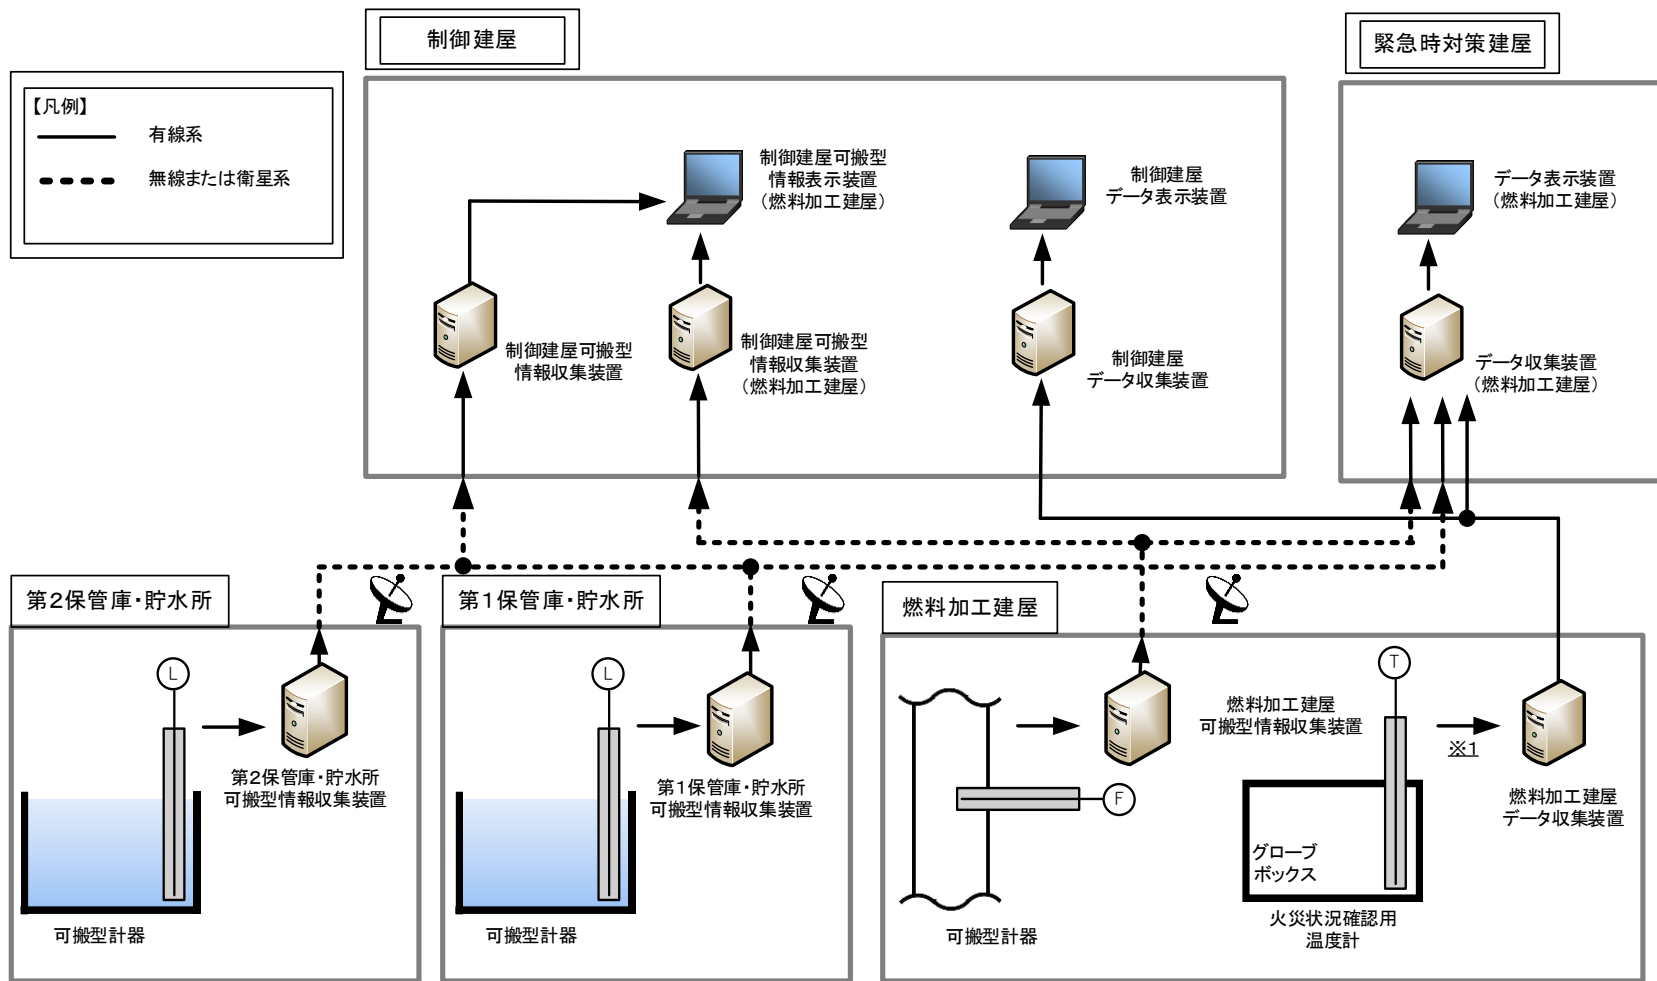 制御建屋
緊急時対策建屋
【凡例】
有線系
無線または衛星系
制御建屋可搬型
情報表示装置
（燃料加工建屋）
制御建屋
データ表示装置
データ表示装置
（燃料加工建屋）
制御建屋可搬型
情報収集装置
制御建屋可搬型
情報収集装置
（燃料加工建屋）
制御建屋
データ収集装置
データ収集装置
（燃料加工建屋）
第２保管庫・貯水所
第１保管庫・貯水所
燃料加工建屋
L
L
T
第２保管庫・貯水所
可搬型情報収集装置
第１保管庫・貯水所
可搬型情報収集装置
燃料加工建屋
可搬型情報収集装置
※1
F
燃料加工建屋
データ収集装置
グローブ
ボックス
可搬型計器
可搬型計器
可搬型計器
火災状況確認用
温度計